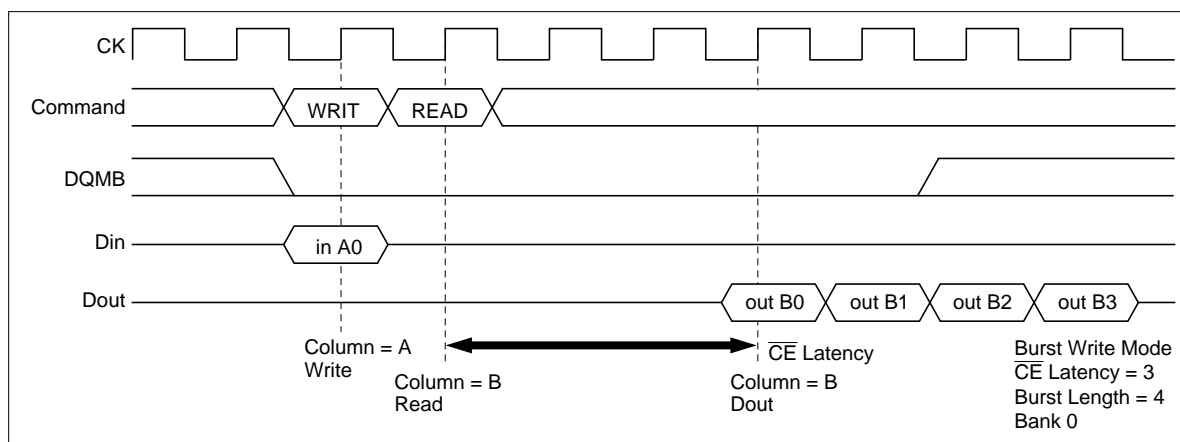 CK
Command
WRIT
READ
DQMB
Din
in A0
Dout
out B0
out B1
out B2
out B3
Column = A
Write
Column = B
Read
CE Latency
Column = B
Dout
Burst Write Mode
CE Latency = 3
Burst Length = 4
Bank 0